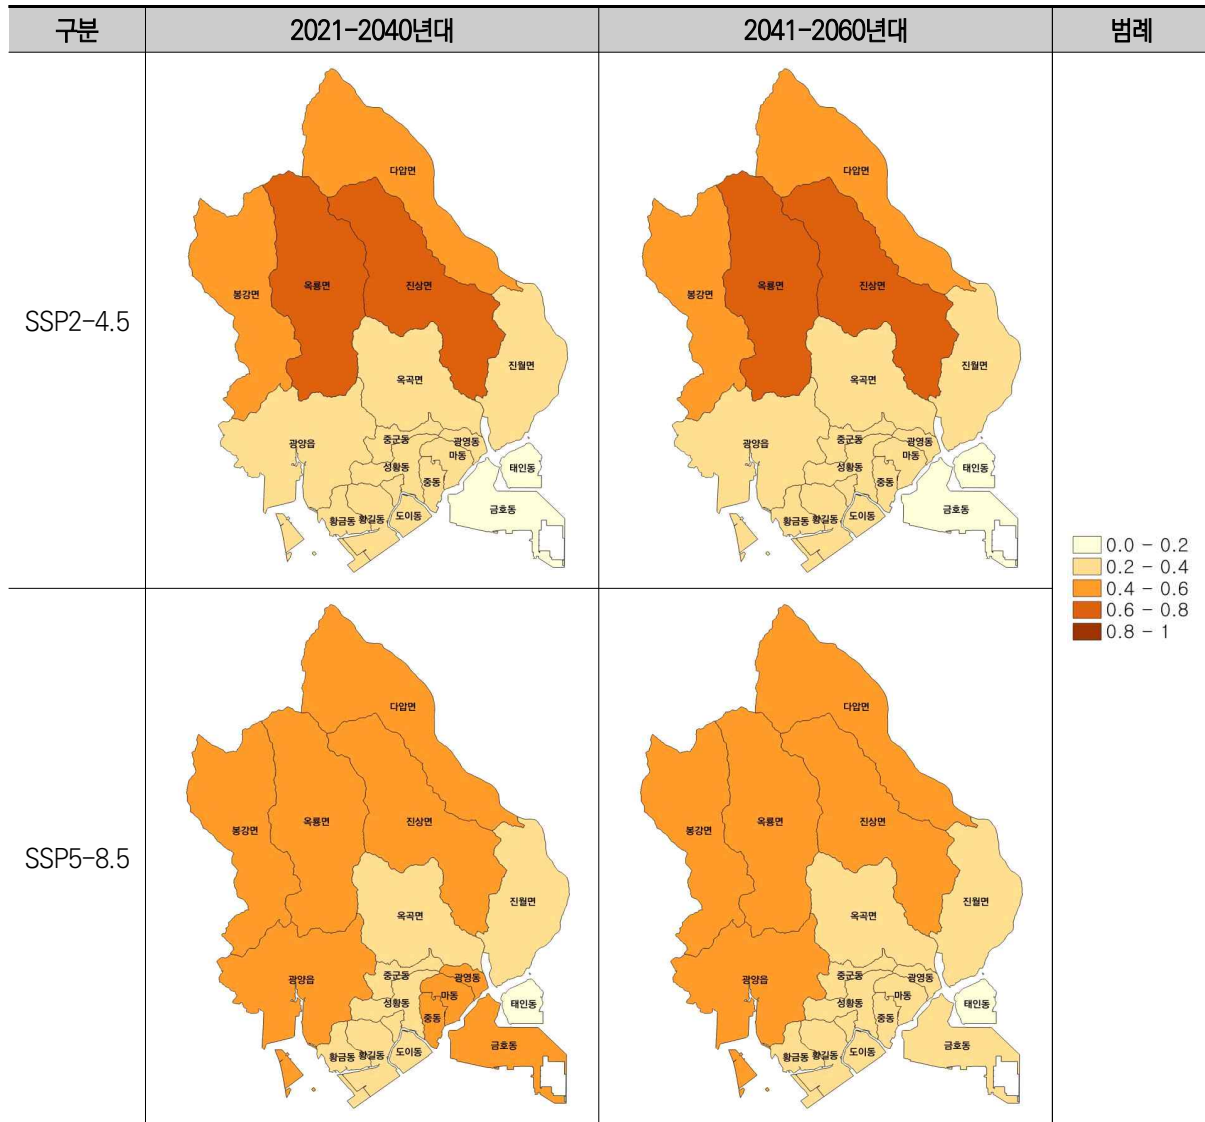 구분 2021-2040년대 2041-2060년대 범례
SSP2-4.5
다압면
봉강면 옥룡면 진상면
진월면
옥곡면
광양읍 중군동 광영동
마동
성황동 태인동
중동
황금동 황길동 도이동 금호동
다압면
봉강면 옥룡면 진상면
진월면
옥곡면
광양읍 중군동 광영동
마동
성황동 태인동
중동
황금동 황길동 도이동 금호동
0.0 - 0.2
0.2 - 0.4
0.4 - 0.6
0.6 - 0.8
0.8 - 1
SSP5-8.5
다압면
봉강면 옥룡면 진상면
진월면
옥곡면
광양읍 중군동 광영동
마동
성황동 태인동
중동
황금동 황길동 도이동 금호동
다압면
봉강면 옥룡면 진상면
진월면
옥곡면
광양읍 중군동 광영동
마동
성황동 태인동
중동
황금동 황길동 도이동 금호동